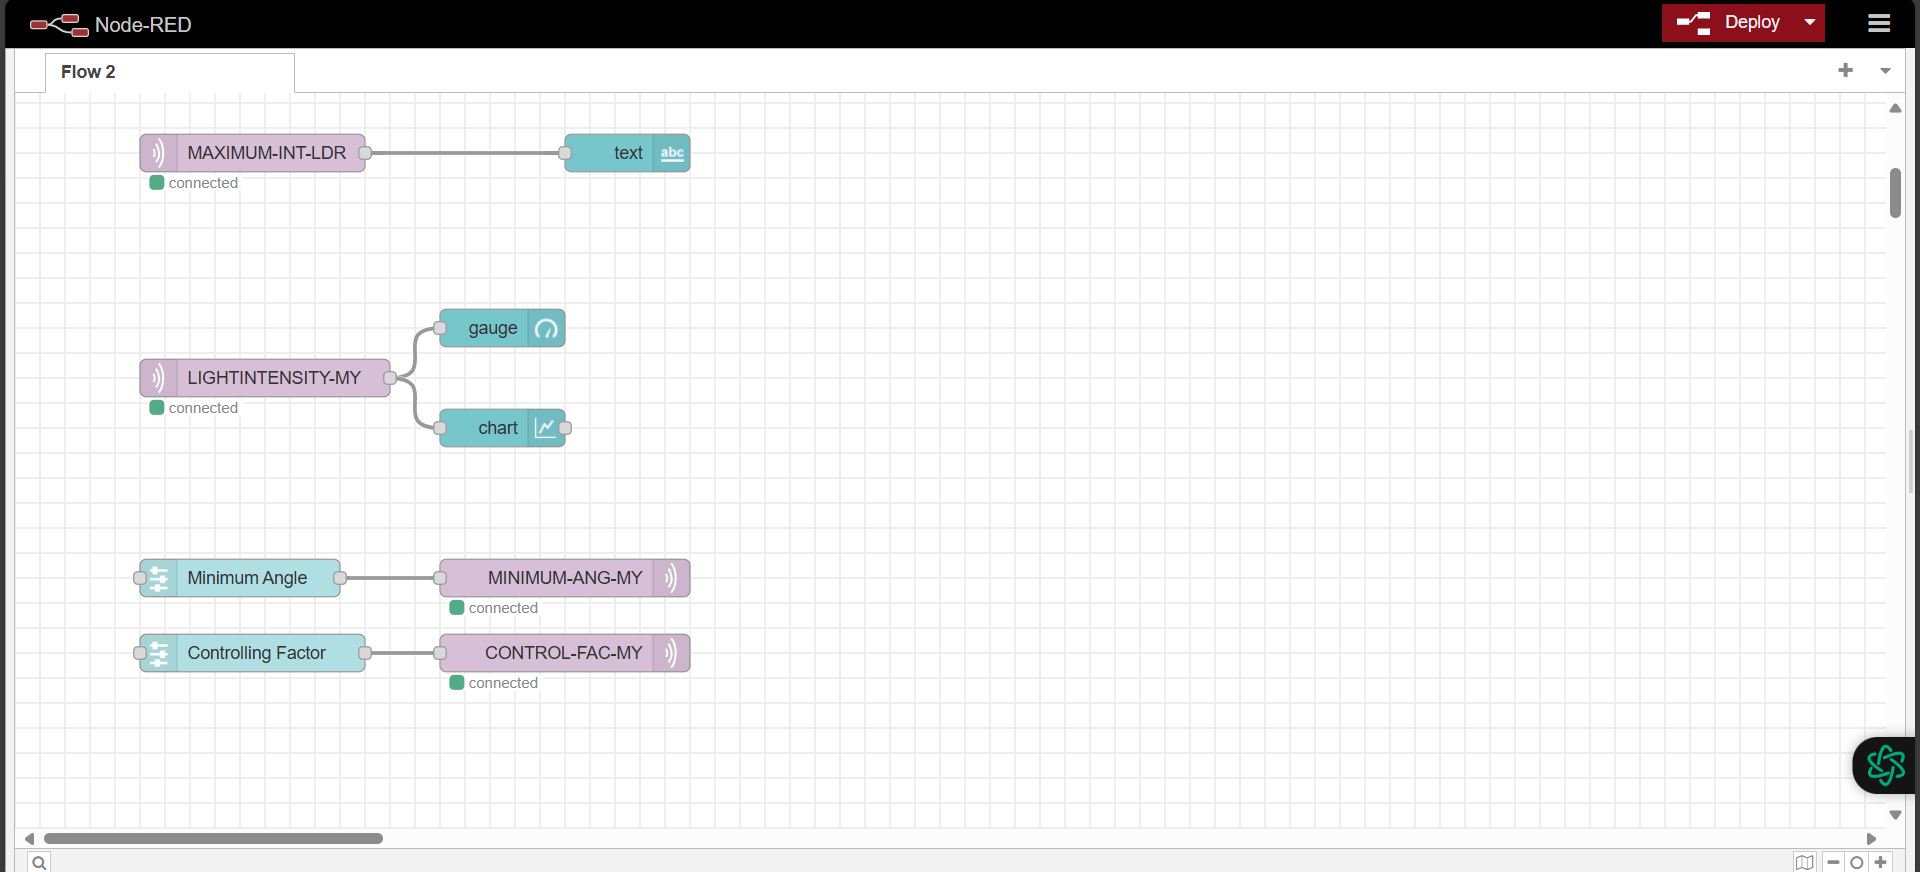 Node-RED
Deploy
Flow 2
MAXIMUM-INT-LDR
text
abc
connected
gauge
LIGHTINTENSITY-MY
connected
chart
Minimum Angle
MINIMUM-ANG-MY
connected
Controlling Factor
CONTROL-FAC-MY
connected